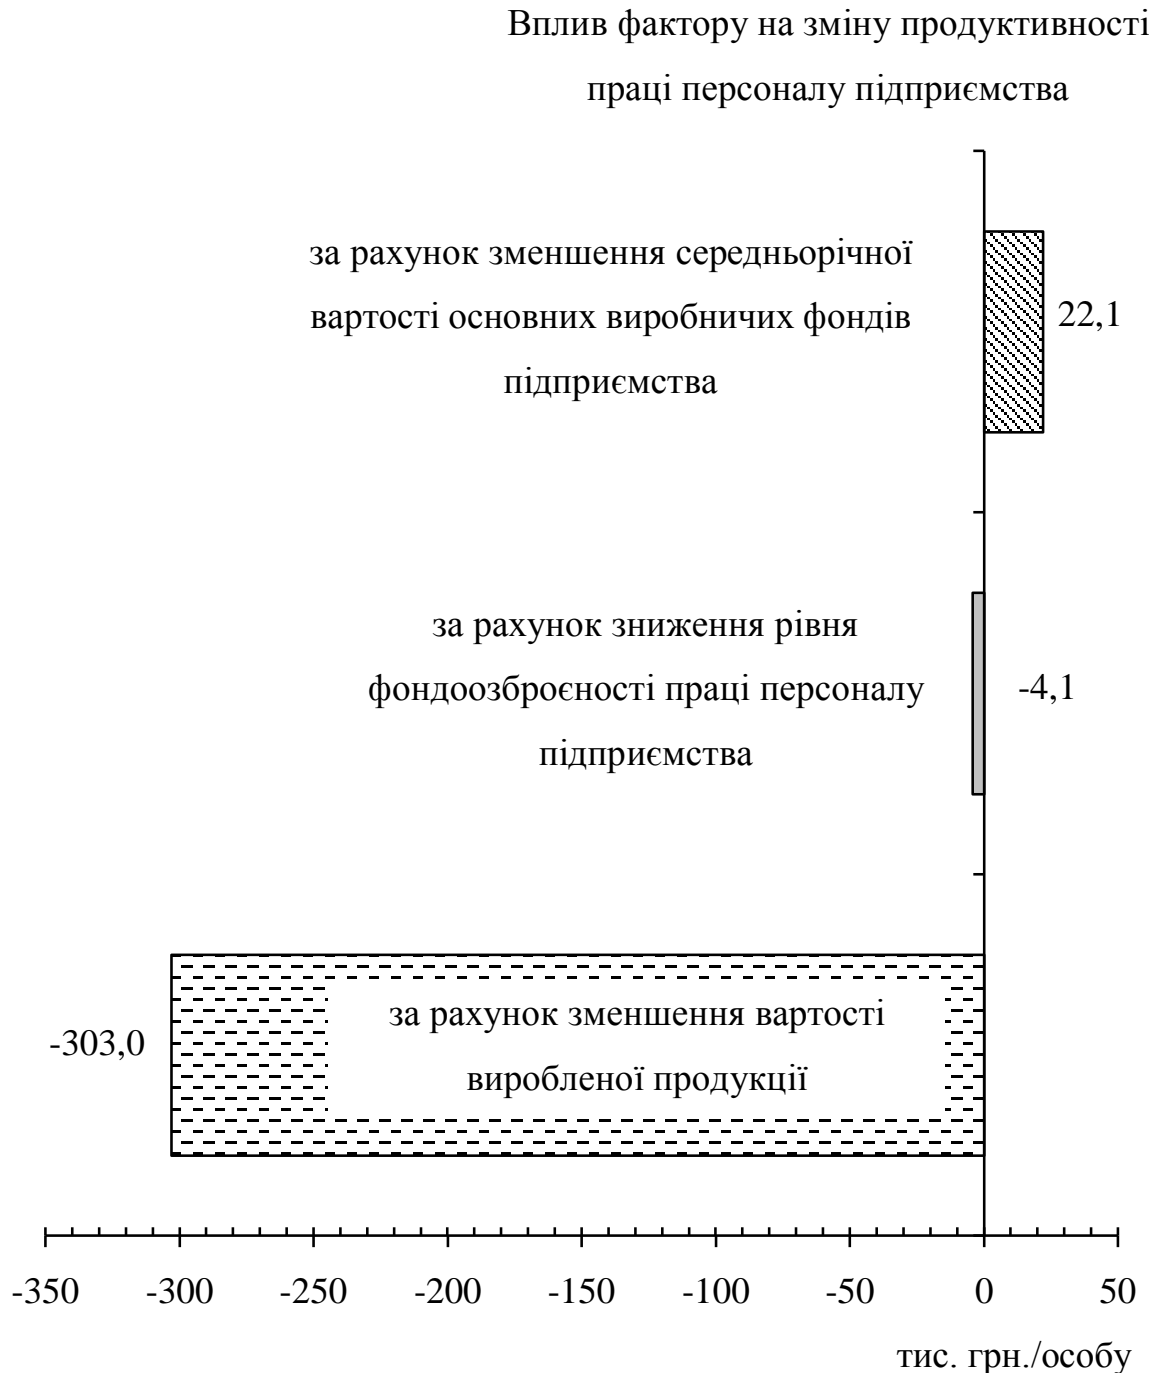 Вплив фактору на зміну продуктивності
праці персоналу підприємства
за рахунок зменшення середньорічної
вартості основних виробничих фондів
підприємства
22,1
за рахунок зниження рівня
фондоозброєності праці персоналу
підприємства
-4,1
-303,0
за рахунок зменшення вартості
виробленої продукції
-350 -300 -250 -200 -150 -100 -50 0 50
тис. грн./особу